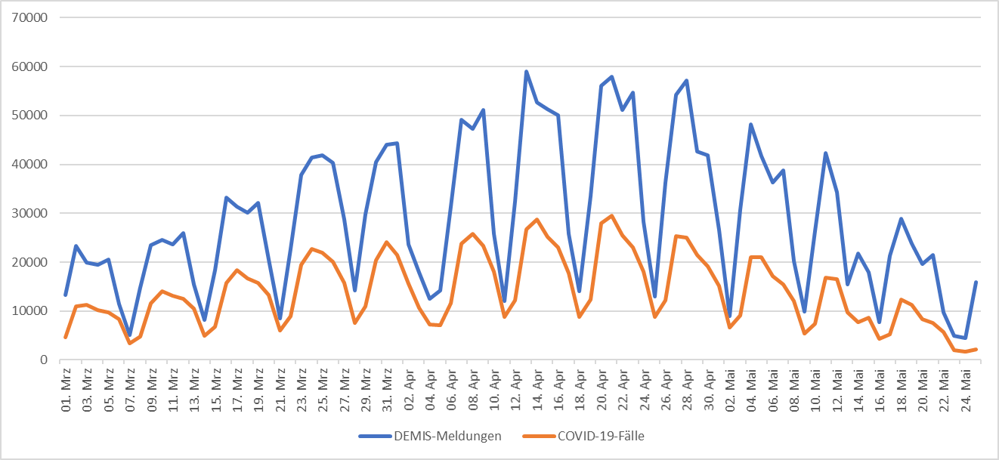 70000
60000
50000
40000
30000
20000
10000
0
01. Mrz
03. Mrz
05. Mrz
07. Mrz
09. Mrz
11. Mrz
13. Mrz
15. Mrz
17. Mrz
19. Mrz
21. Mrz
23. Mrz
25. Mrz
27. Mrz
29. Mrz
31. Mrz
02. Apr
04. Apr
06. Apr
08. Apr
10. Apr
12. Apr
14. Apr
16. Apr
18. Apr
20. Apr
22. Apr
24. Apr
26. Apr
28. Apr
30. Apr
02. Mai
04. Mai
06. Mai
08. Mai
10. Mai
12. Mai
14. Mai
16. Mai
18. Mai
20. Mai
22. Mai
24. Mai
DEMIS-Meldungen COVID-19-Fälle